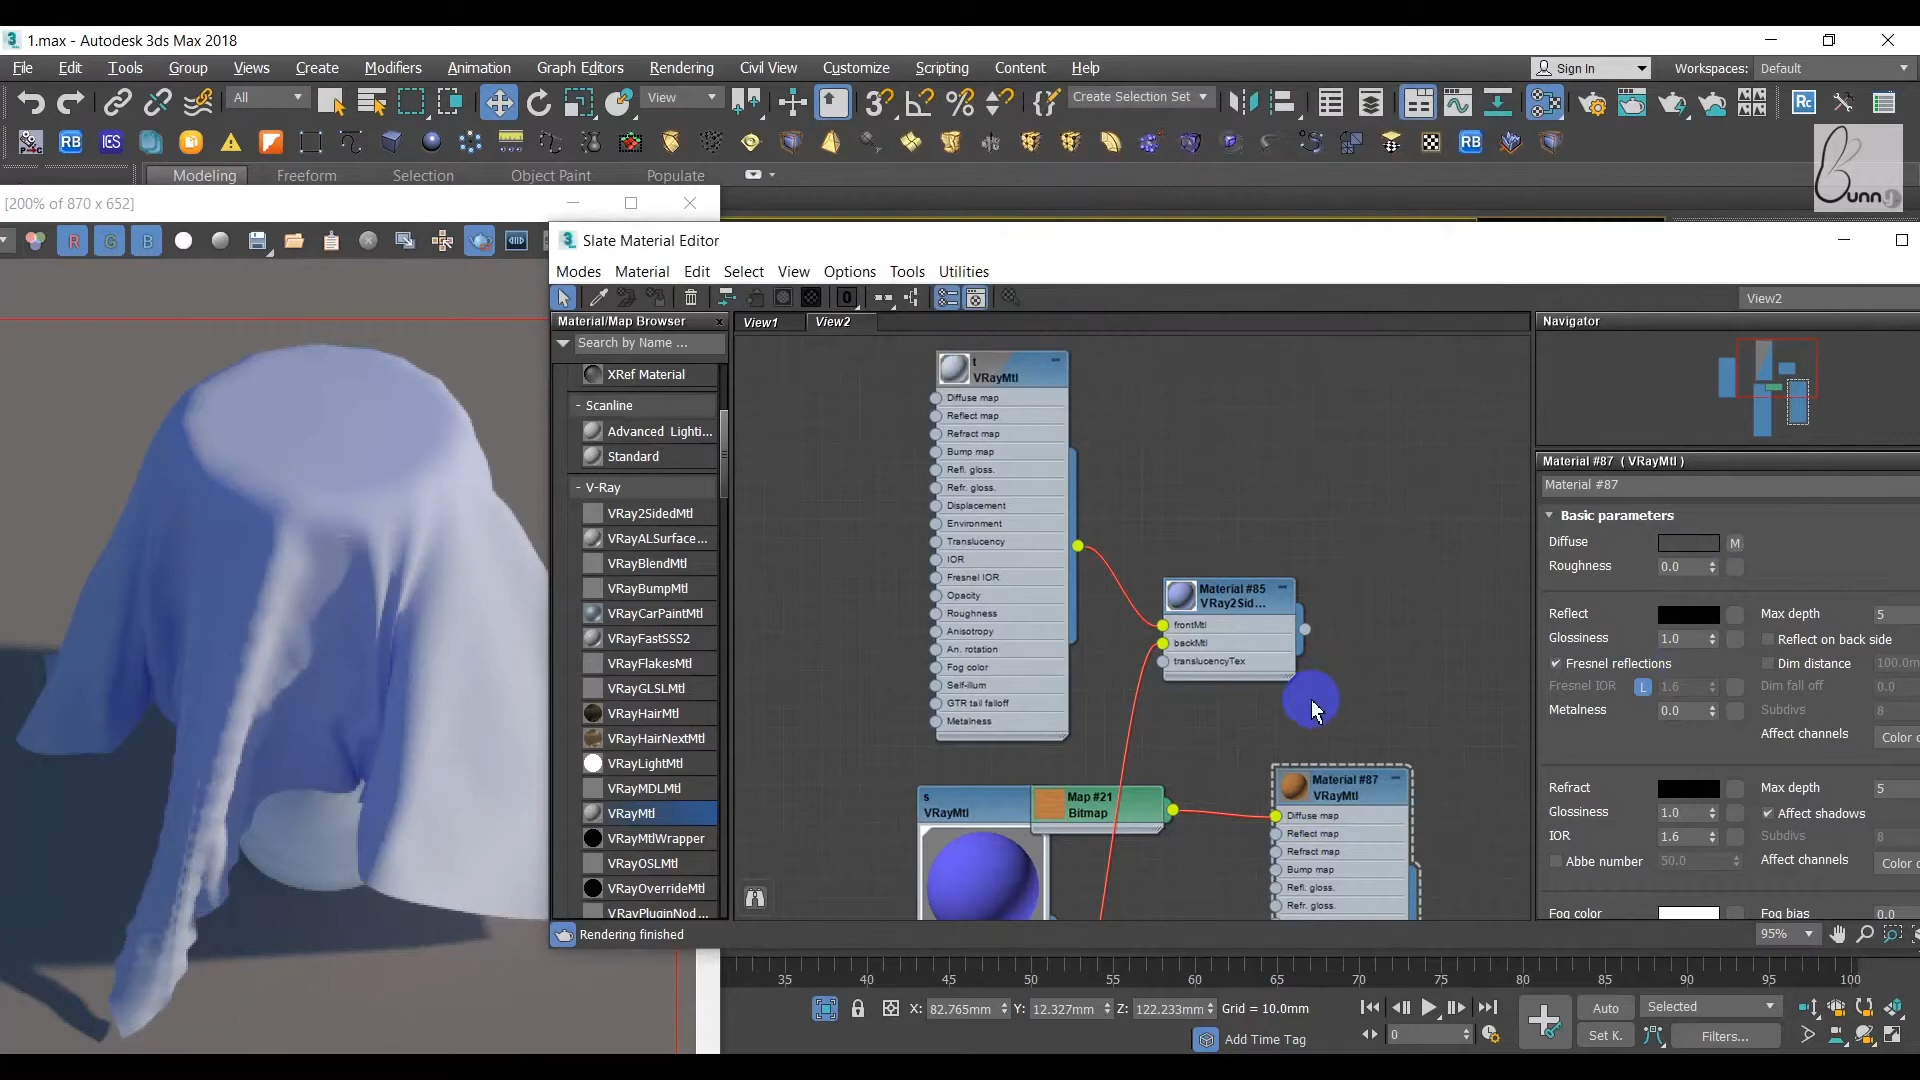 1.max - Autodesk 3ds Max 2018
File Edit Tools Group Views Create Modifiers Animation Graph Editors Rendering Civil View Customize Scripting Content Help Sign In Workspaces: Default
All View Create Selection Set Rc
RB Modeling Freeform Selection Object Paint Populate RB
Bunn
[200% of 870 x 652]
R G B
Slate Material Editor
Modes Material Edit Select View Options Tools Utilities
0 View2
Material/Map Browser x View1 View2 Navigator
Search by Name ...
XRef Material
- Scanline
Advanced Lighti...
Standard
- V-Ray
VRay2SidedMtl
VRayALSurface...
VRayBlendMtl
VRayBumpMtl
VRayCarPaintMtl
VRayFastSSS2
VRayFlakesMtl
VRayGLSLMtl
VRayHairMtl
VRayHairNextMtl
VRayLightMtl
VRayMDLMtl
VRayMtl
VRayMtlWrapper
VRayOSLMtl
VRayOverrideMtl
VRayPluginNod...
t
VRayMtl
Diffuse map
Reflect map
Refract map
Bump map
Refl. gloss.
Refr. gloss.
Displacement
Environment
Translucency
IOR
Fresnel IOR
Opacity
Roughness
Anisotropy
An. rotation
Fog color
Self-illum
GTR tail falloff
Metalness
Material #85
VRay2Sid...
frontMtl
backMtl
translucencyTex
s
VRayMtl
Map #21
Bitmap
Material #87
VRayMtl
Diffuse map
Reflect map
Refract map
Bump map
Refl. gloss.
Refr. gloss.
Material #87 ( VRayMtl )
Material #87
Basic parameters
Diffuse M
Roughness 0.0
Reflect Max depth 5
Glossiness 1.0 Reflect on back side
Fresnel reflections Dim distance 100.0m
Fresnel IOR L 1.6 Dim fall off 0.0
Metalness 0.0 Subdivs 8
Affect channels Color o
Refract Max depth 5
Glossiness 1.0 Affect shadows
IOR 1.6 Subdivs 8
Abbe number 50.0 Affect channels Color o
Fog color Fog bias 0.0
Rendering finished 95%
35 40 45 50 55 60 65 70 75 80 85 90 95 100
X: 82.765mm Y: 12.327mm Z: 122.233mm Grid = 10.0mm Auto Selected
Add Time Tag 0 Set K. Filters...